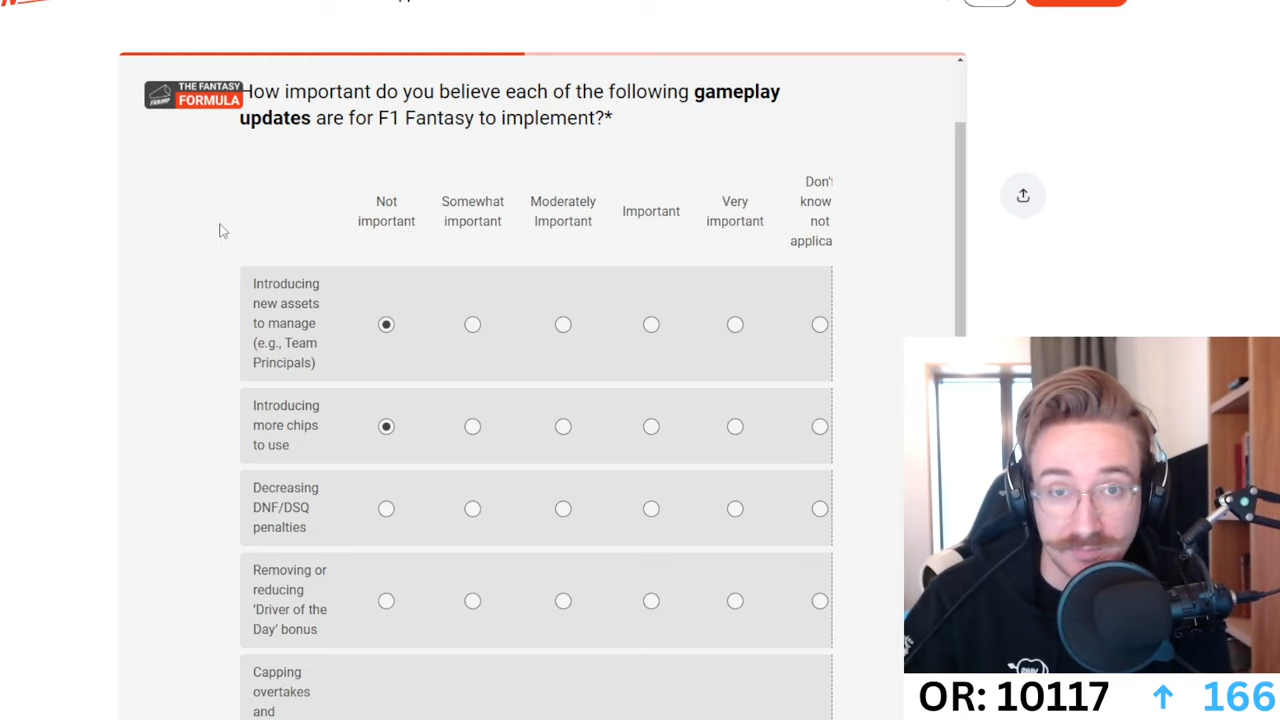 THE FANTASY
FORMULA
FANAMP
How important do you believe each of the following gameplay
updates are for F1 Fantasy to implement?*
Not
important
Somewhat
important
Moderately
Important
Important
Very
important
Don't
know
not
applica
Introducing
new assets
to manage
(e.g., Team
Principals)
Introducing
more chips
to use
Decreasing
DNF/DSQ
penalties
Removing or
reducing
'Driver of the
Day' bonus
Capping
overtakes
and
OR: 10117 ↑ 166